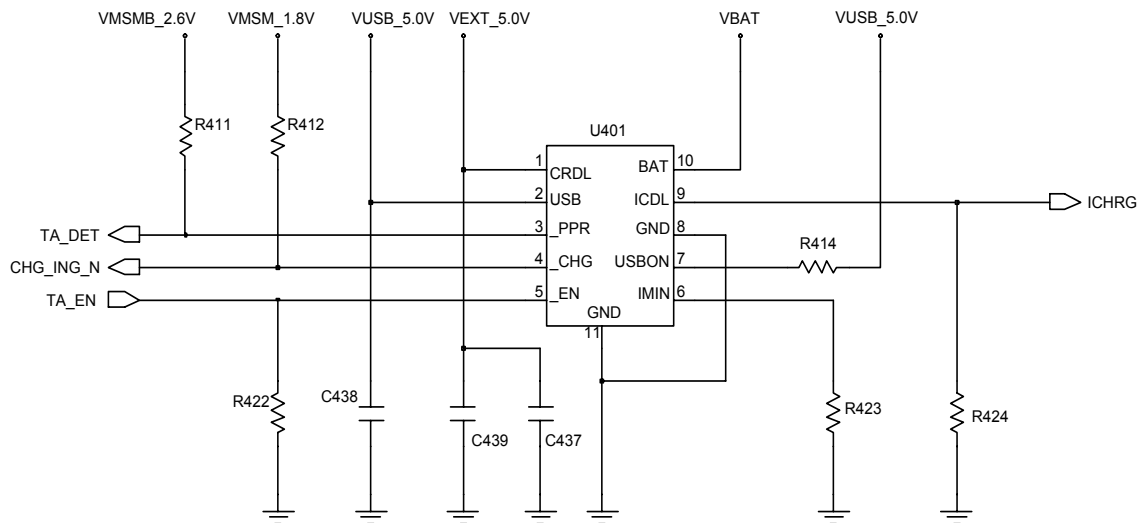 VMSMB_2.6V
VMSM_1.8V
VUSB_5.0V
VEXT_5.0V
VBAT
VUSB_5.0V
R411
R412
U401
1
CRDL
BAT
10
2
USB
ICDL
9
ICHRG
TA_DET
3
_PPR
GND
8
R414
CHG_ING_N
4
_CHG
USBON
7
TA_EN
5
_EN
IMIN
6
GND
11
R422
C438
C439
C437
R423
R424